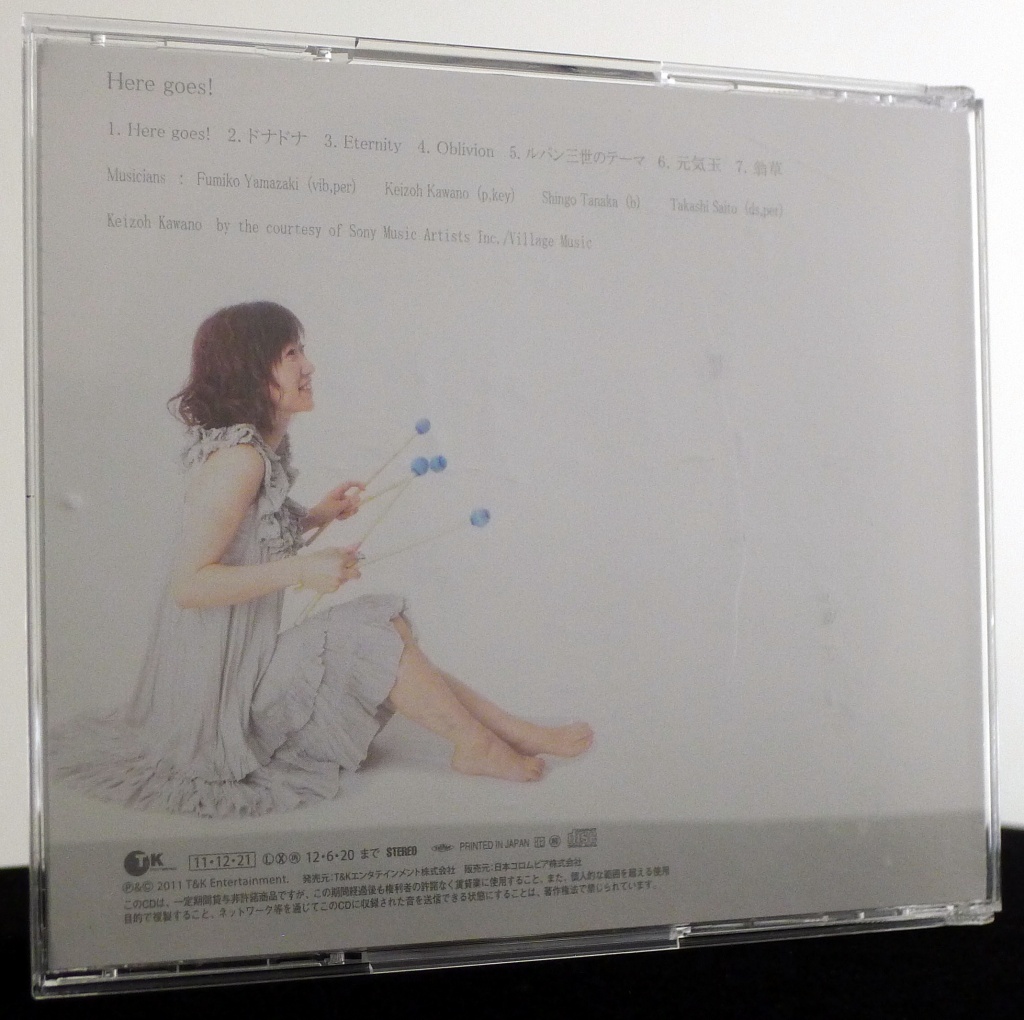 Here goes!
1. Here goes! 2. ドナドナ 3. Eternity 4. Oblivion 5. ルパン三世のテーマ 6. 元気玉 7. 翁草
Musicians : Fumiko Yamazaki (vib,per) Keizoh Kawano (p,key) Shingo Tanaka (b) Takashi Saito (ds,per)
Keizoh Kawano by the courtesy of Sony Music Artists Inc./Village Music
TK 11・12・21 Ⓛ Ⓧ 12・6・20 まで STEREO PRINTED IN JAPAN disc
Ⓟ&© 2011 T&K Entertainment. 発売元:T&Kエンタテインメント株式会社 販売元:日本コロムビア株式会社
このCDは、一定期間貸与非許諾商品ですが、この期間経過後も権利者の許諾なく賃貸業に使用すること、また、個人的な範囲を超える使用
目的で複製すること、ネットワーク等を通じてこのCDに収録された音を送信できる状態にすることは、著作権法で禁じられています。